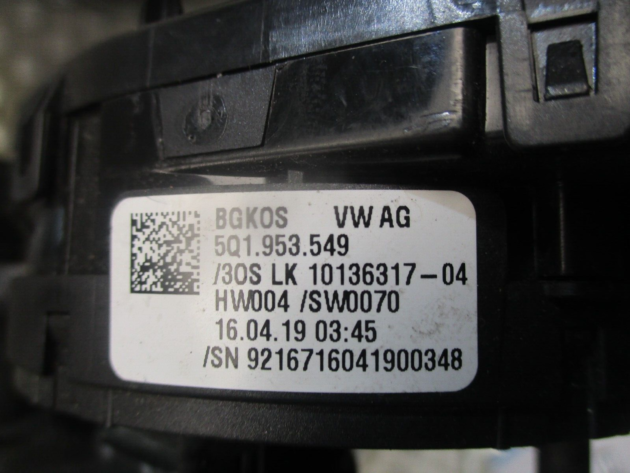 BGKOS VW AG
5Q1.953.549
/30S LK 10136317-04
HW004 /SW0070
16.04.19 03:45
/SN 9216716041900348